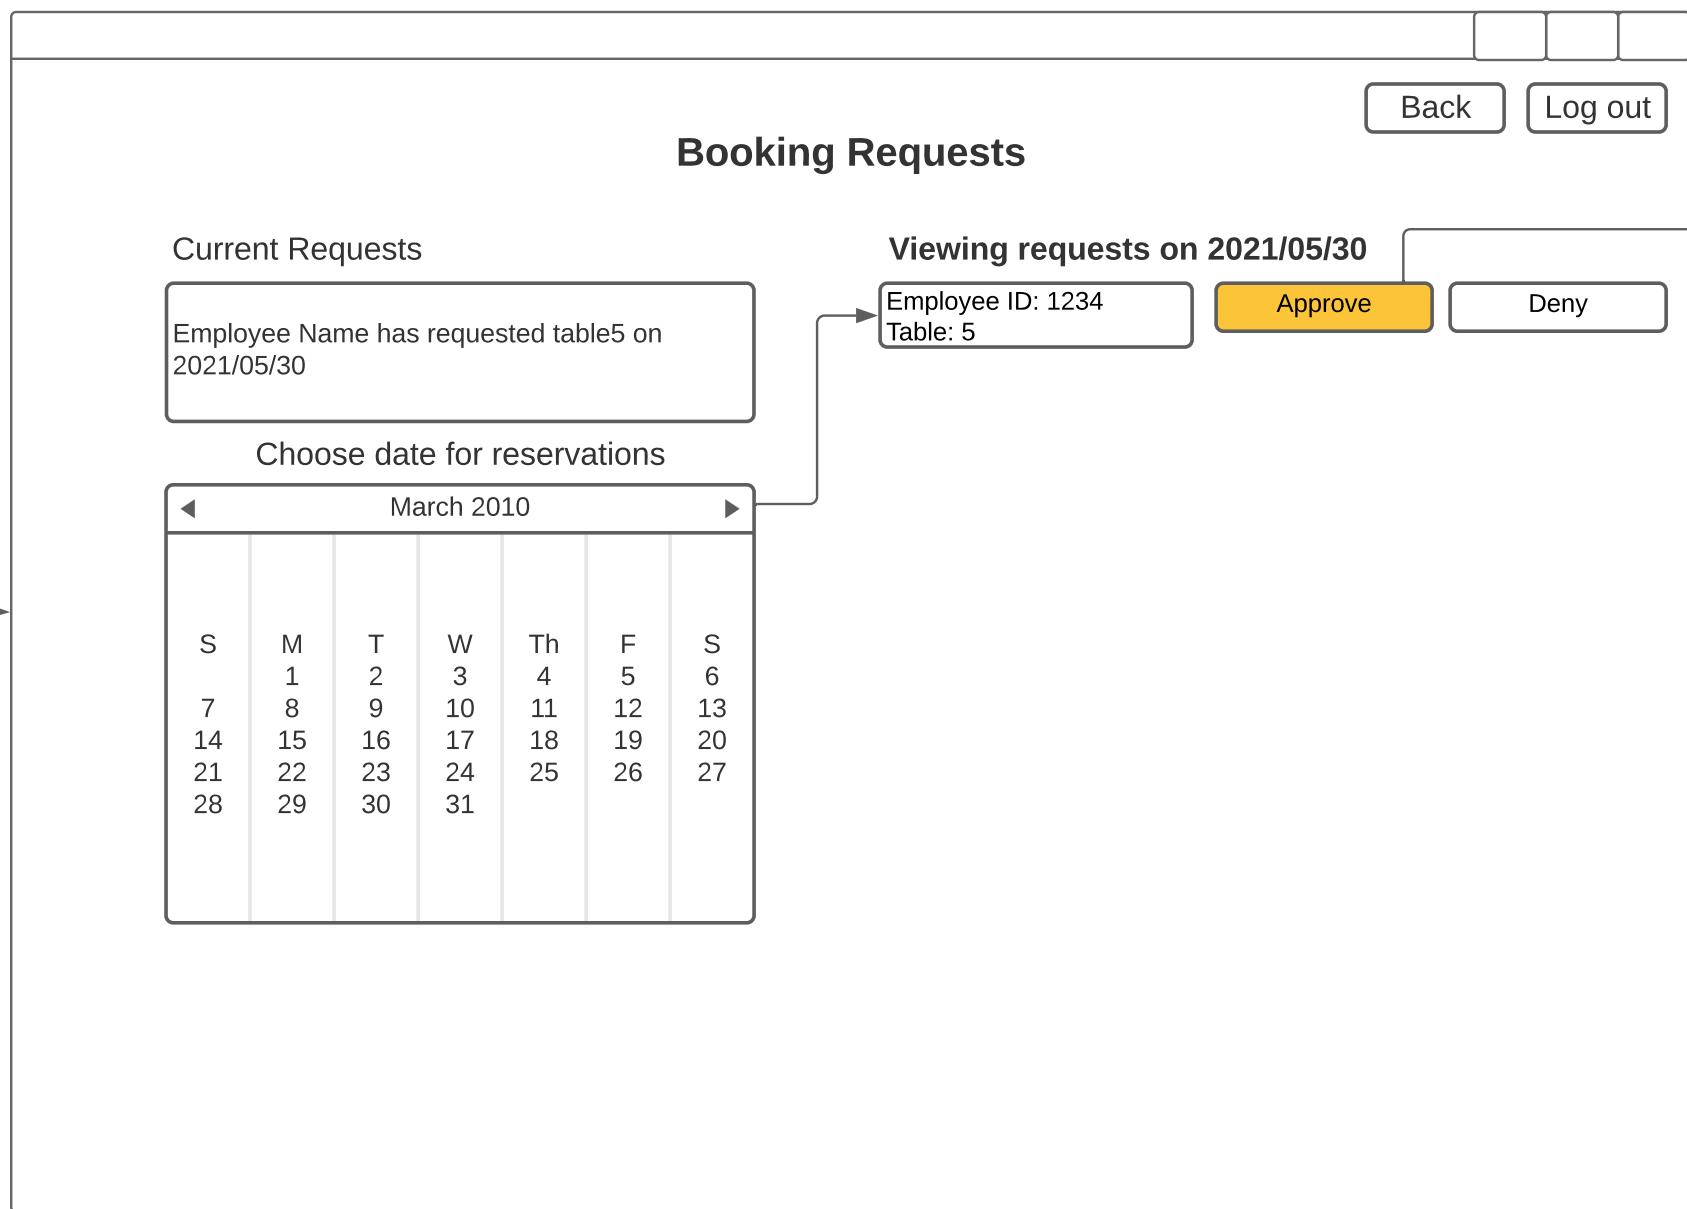 Back
Log out
Booking Requests
Current Requests
Viewing requests on 2021/05/30
Employee Name has requested table5 on
2021/05/30
Employee ID: 1234
Table: 5
Approve
Deny
Choose date for reservations
March 2010
S M T W Th F S
1 2 3 4 5 6
7 8 9 10 11 12 13
14 15 16 17 18 19 20
21 22 23 24 25 26 27
28 29 30 31